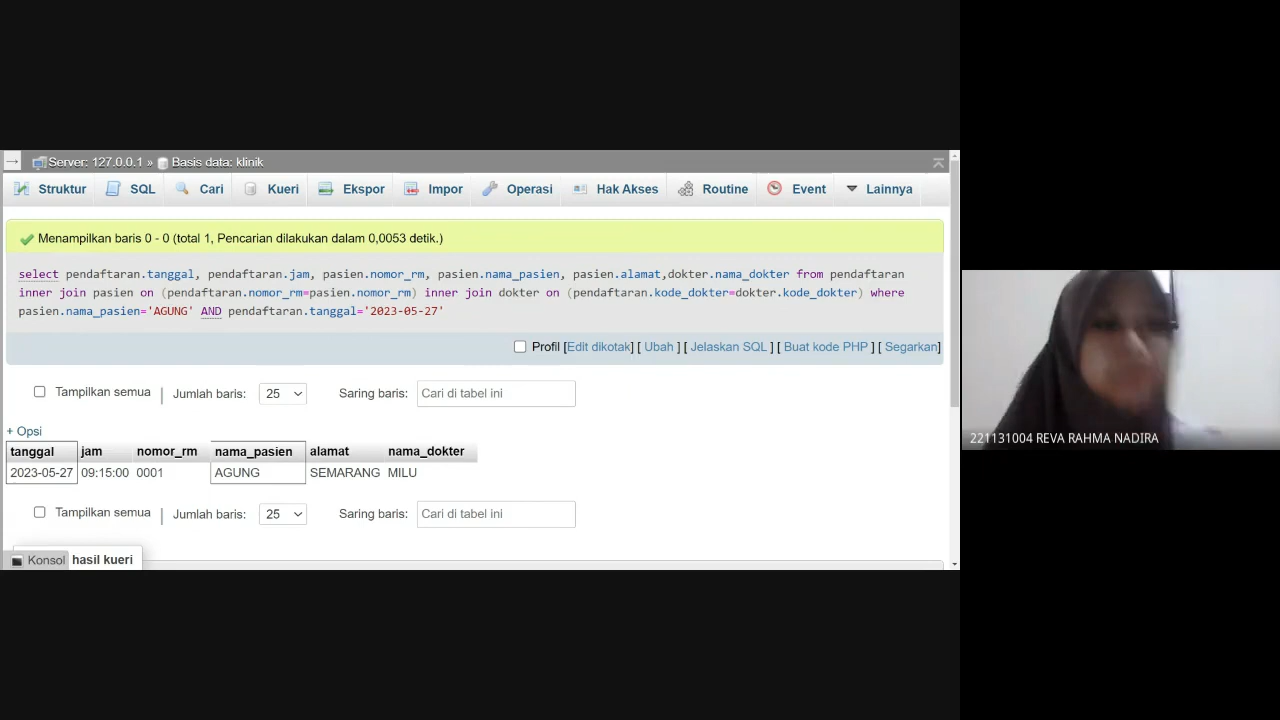 Server: 127.0.0.1 » Basis data: klinik
Struktur SQL Cari Kueri Ekspor Impor Operasi Hak Akses Routine Event Lainnya
Menampilkan baris 0 - 0 (total 1, Pencarian dilakukan dalam 0,0053 detik.)
select pendaftaran.tanggal, pendaftaran.jam, pasien.nomor_rm, pasien.nama_pasien, pasien.alamat,dokter.nama_dokter from pendaftaran
inner join pasien on (pendaftaran.nomor_rm=pasien.nomor_rm) inner join dokter on (pendaftaran.kode_dokter=dokter.kode_dokter) where
pasien.nama_pasien='AGUNG' AND pendaftaran.tanggal='2023-05-27'
Profil [Edit dikotak] [ Ubah ] [ Jelaskan SQL ] [ Buat kode PHP ] [ Segarkan]
Tampilkan semua | Jumlah baris: 25 Saring baris: Cari di tabel ini
+ Opsi
tanggal jam nomor_rm nama_pasien alamat nama_dokter
2023-05-27 09:15:00 0001 AGUNG SEMARANG MILU
Tampilkan semua | Jumlah baris: 25 Saring baris: Cari di tabel ini
Konsol hasil kueri
221131004 REVA RAHMA NADIRA